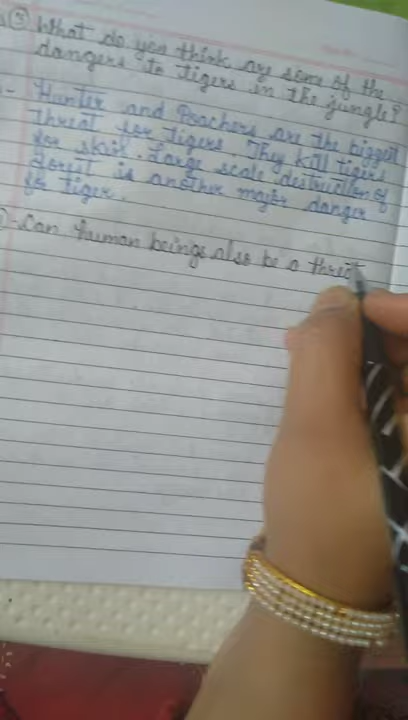 ③ What do you think are some of the
dangers to tigers in the jungle?
- Hunter and Poachers are the biggest
threat for tigers. They kill tigers
for skin. Large scale destruction of
forest is another major danger
for tiger.
Can human beings also be a threat